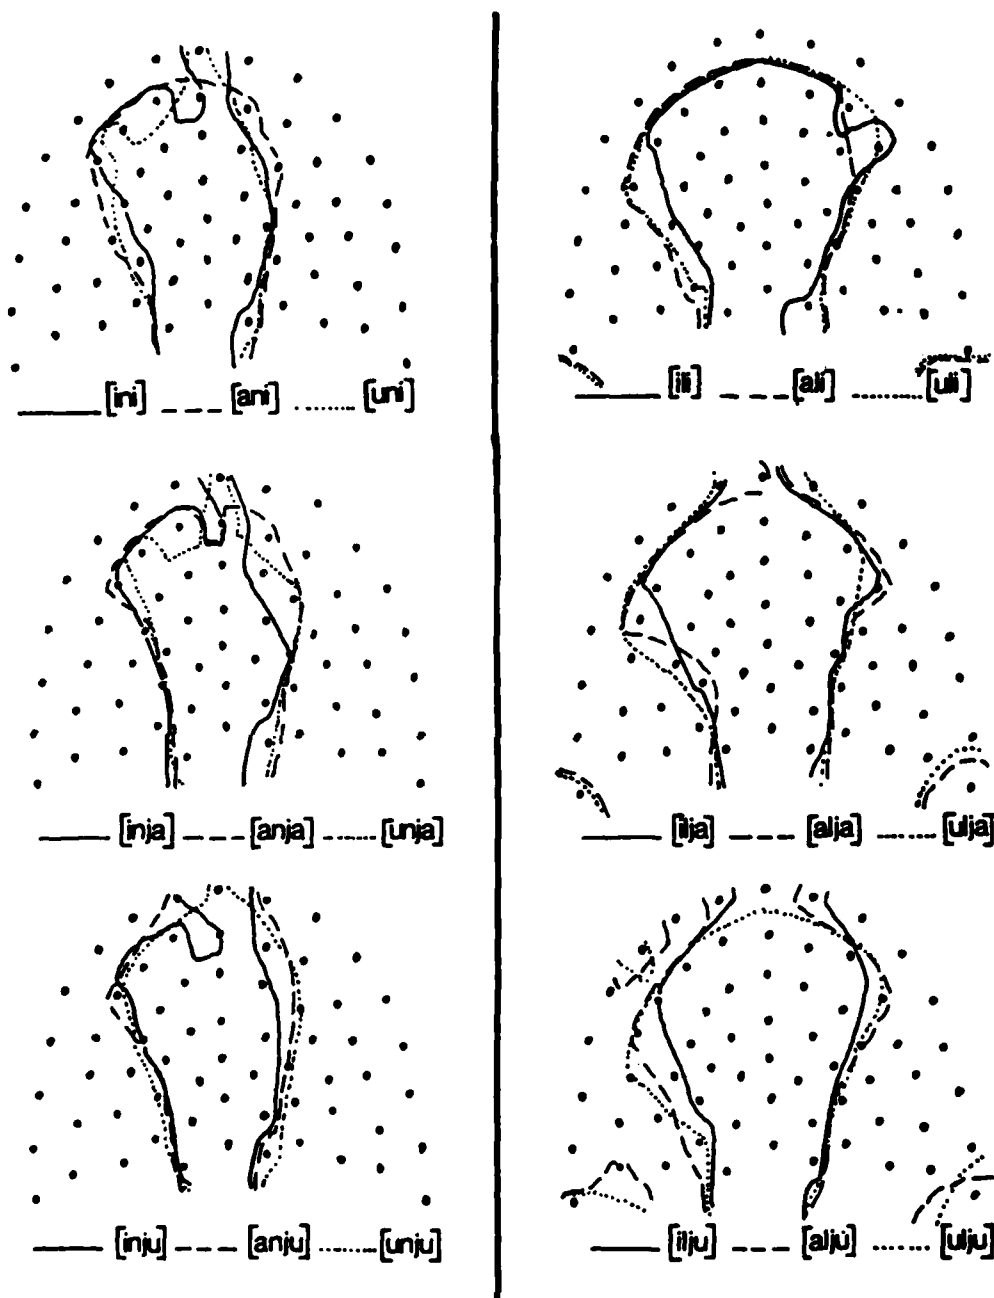 [ini] [ani] [uni]
[ili] [ali] [uli]
[inja] [anja] [unja]
[ilja] [alja] [ulja]
[inju] [anju] [unju]
[ilju] [alju] [ulju]